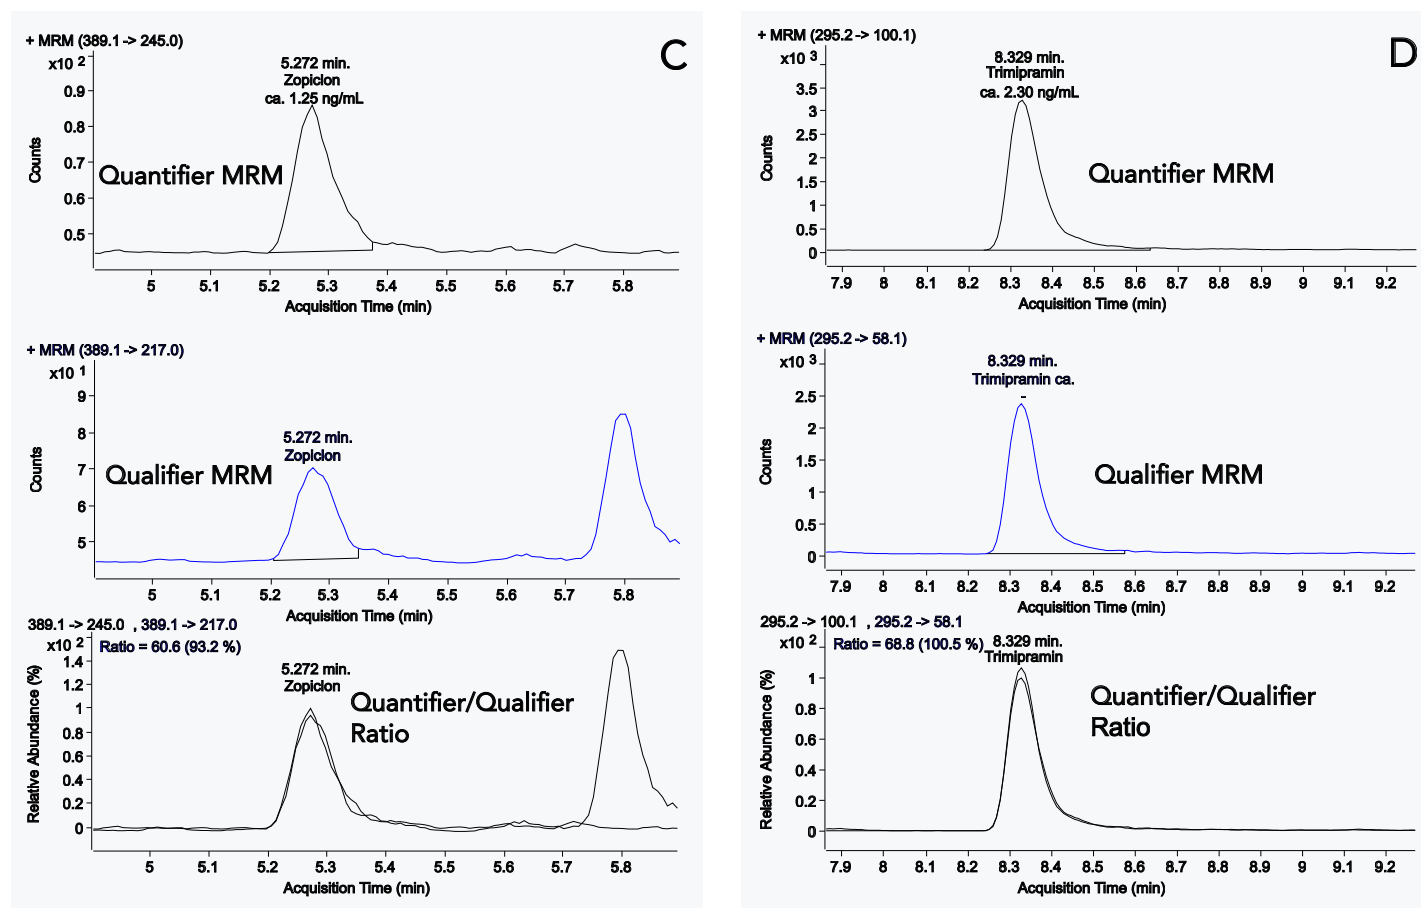 C
+ MRM (389.1 -> 245.0)
x10 2
5.272 min.
Zopiclon
ca. 1.25 ng/mL
0.9
0.8
0.7
0.6
0.5
Counts
Quantifier MRM
5 5.1 5.2 5.3 5.4 5.5 5.6 5.7 5.8
Acquisition Time (min)
+ MRM (389.1 -> 217.0)
x10 1
5.272 min.
Zopiclon
9
8
7
6
5
Counts
Qualifier MRM
5 5.1 5.2 5.3 5.4 5.5 5.6 5.7 5.8
Acquisition Time (min)
389.1 -> 245.0 , 389.1 -> 217.0
x10 2
Ratio = 60.6 (93.2 %)
5.272 min.
Zopiclon
1.4
1.2
1
0.8
0.6
0.4
0.2
0
Relative Abundance (%)
Quantifier/Qualifier
Ratio
5 5.1 5.2 5.3 5.4 5.5 5.6 5.7 5.8
Acquisition Time (min)
D
+ MRM (295.2 -> 100.1)
x10 3
8.329 min.
Trimipramin
ca. 2.30 ng/mL
3.5
3
2.5
2
1.5
1
0.5
0
Counts
Quantifier MRM
7.9 8 8.1 8.2 8.3 8.4 8.5 8.6 8.7 8.8 8.9 9 9.1 9.2
Acquisition Time (min)
+ MRM (295.2 -> 58.1)
x10 3
8.329 min.
Trimipramin ca.
2.5
2
1.5
1
0.5
0
Counts
Qualifier MRM
7.9 8 8.1 8.2 8.3 8.4 8.5 8.6 8.7 8.8 8.9 9 9.1 9.2
Acquisition Time (min)
295.2 -> 100.1 , 295.2 -> 58.1
x10 2
Ratio = 68.8 (100.5 %)
8.329 min.
Trimipramin
1
0.8
0.6
0.4
0.2
0
Relative Abundance (%)
Quantifier/Qualifier
Ratio
7.9 8 8.1 8.2 8.3 8.4 8.5 8.6 8.7 8.8 8.9 9 9.1 9.2
Acquisition Time (min)